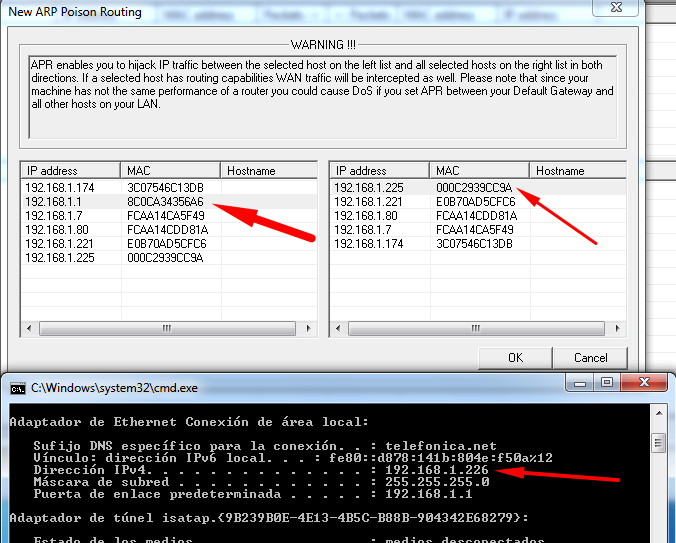 New ARP Poison Routing
WARNING !!!
APR enables you to hijack IP traffic between the selected host on the left list and all selected hosts on the right list in both
directions. If a selected host has routing capabilities WAN traffic will be intercepted as well. Please note that since your
machine has not the same performance of a router you could cause DoS if you set APR between your Default Gateway and
all other hosts on your LAN.
IP address MAC Hostname
192.168.1.174 3C07546C13DB
192.168.1.1 8C0CA34356A6
192.168.1.7 FCAA14CA5F49
192.168.1.80 FCAA14CDD81A
192.168.1.221 E0B70AD5CFC6
192.168.1.225 000C2939CC9A
IP address MAC Hostname
192.168.1.225 000C2939CC9A
192.168.1.221 E0B70AD5CFC6
192.168.1.80 FCAA14CDD81A
192.168.1.7 FCAA14CA5F49
192.168.1.174 3C07546C13DB
OK Cancel
C:\Windows\system32\cmd.exe
Adaptador de Ethernet Conexión de área local:
Sufijo DNS específico para la conexión. . : telefonica.net
Vínculo: dirección IPv6 local. . . : fe80::d878:141b:804e:f50a%12
Dirección IPv4. . . . . . . . . . . . . . : 192.168.1.226
Máscara de subred . . . . . . . . . . . . : 255.255.255.0
Puerta de enlace predeterminada . . . . . : 192.168.1.1
Adaptador de túnel isatap.{9B239B0E-4E13-4B5C-B88B-904342E68279}:
Estado de los medios. . . . . . . . . . . : medios desconectados